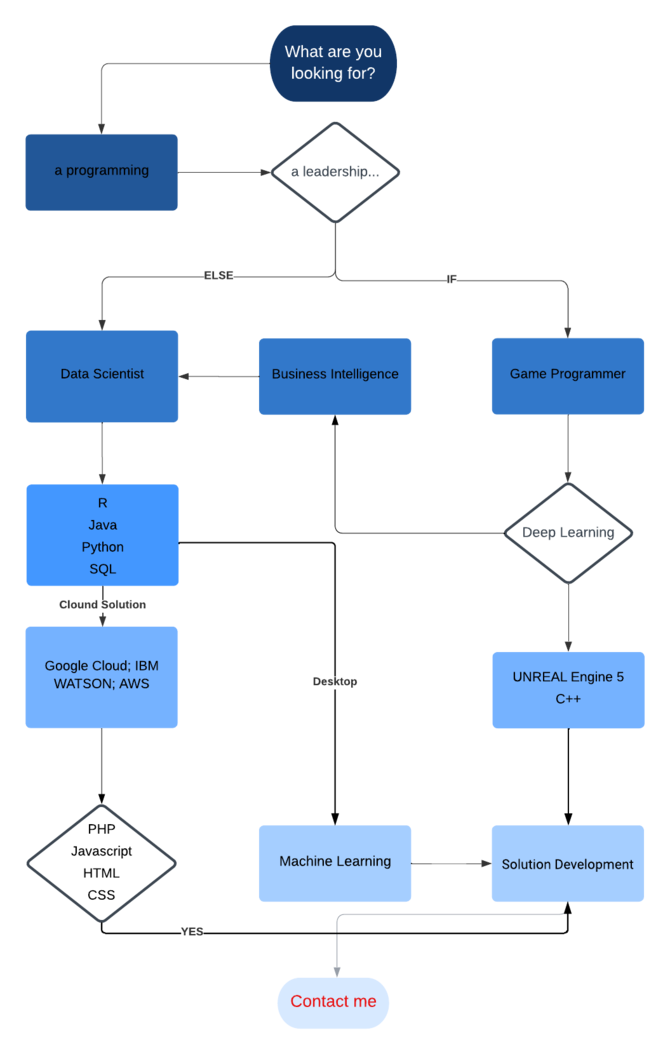 What are you
looking for?
a programming
a leadership...
ELSE
IF
Data Scientist
Business Intelligence
Game Programmer
R
Java
Python
SQL
Deep Learning
Clound Solution
Google Cloud; IBM
WATSON; AWS
Desktop
UNREAL Engine 5
C++
PHP
Javascript
HTML
CSS
Machine Learning
Solution Development
YES
Contact me